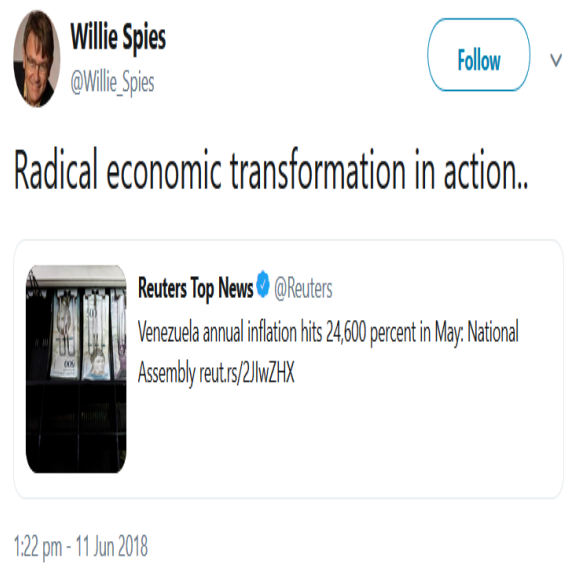 Willie Spies
@Willie_Spies
Follow
Radical economic transformation in action..
Reuters Top News @Reuters
Venezuela annual inflation hits 24,600 percent in May: National
Assembly reut.rs/2JIwZHX
1:22 pm - 11 Jun 2018